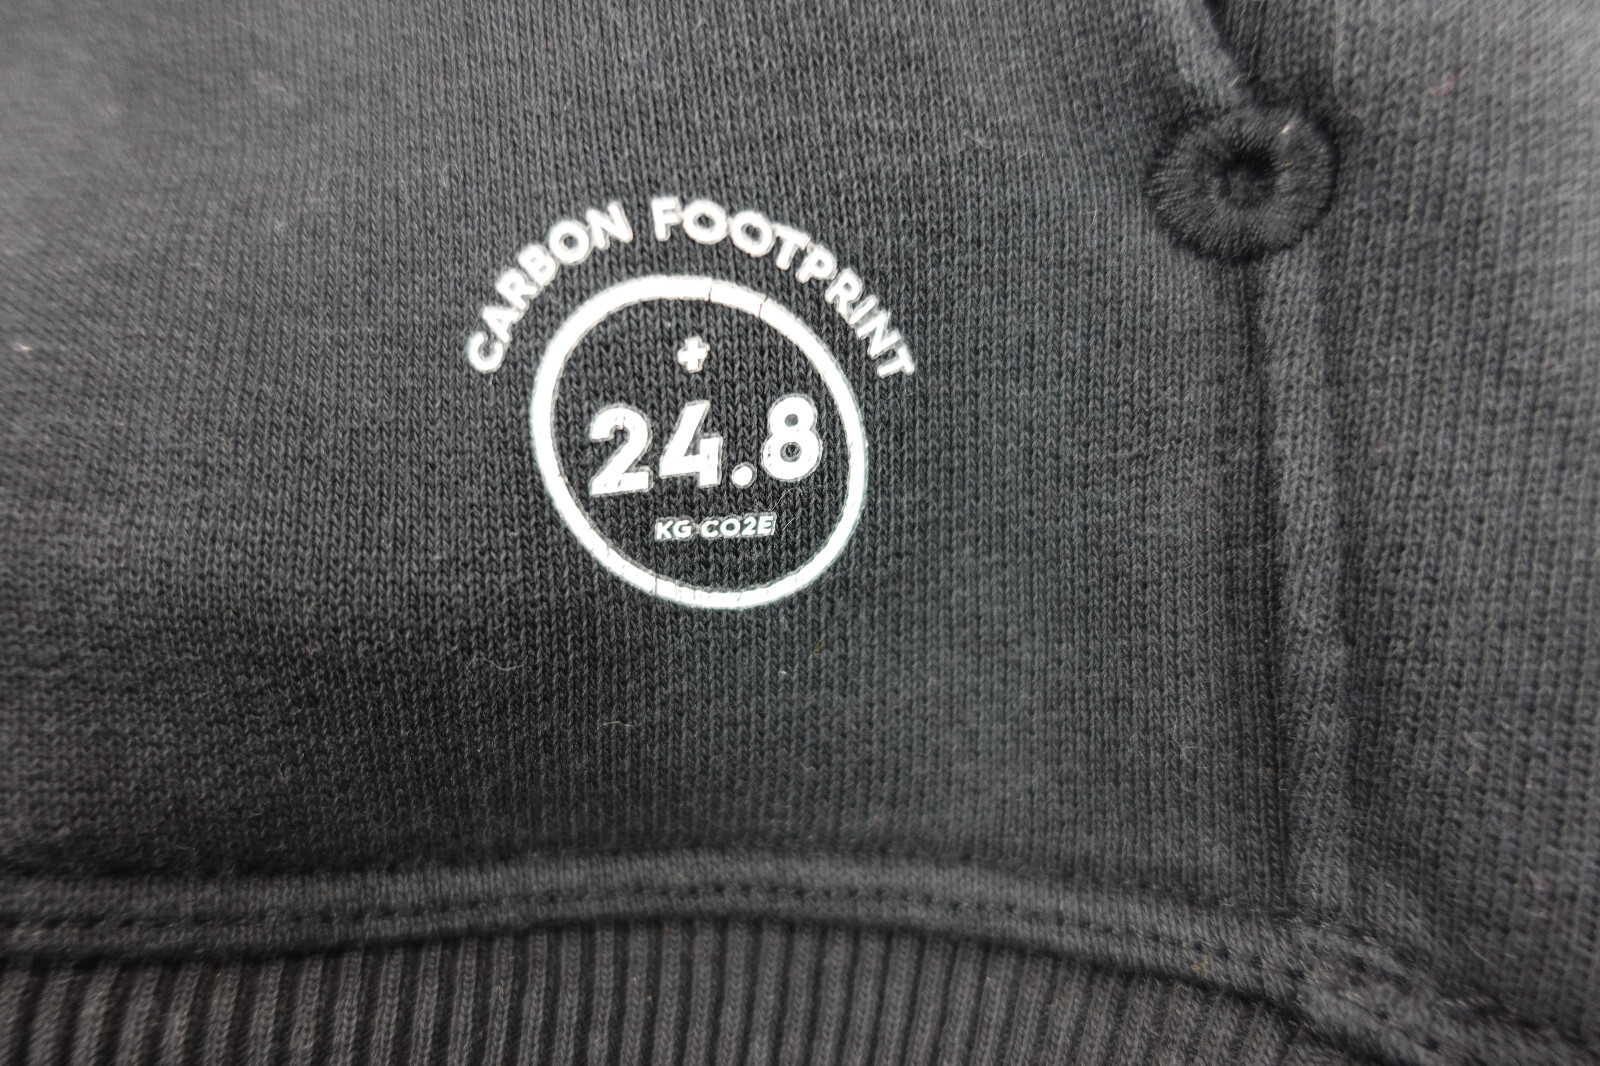 CARBON FOOTPRINT
+
24.8
KG CO2E